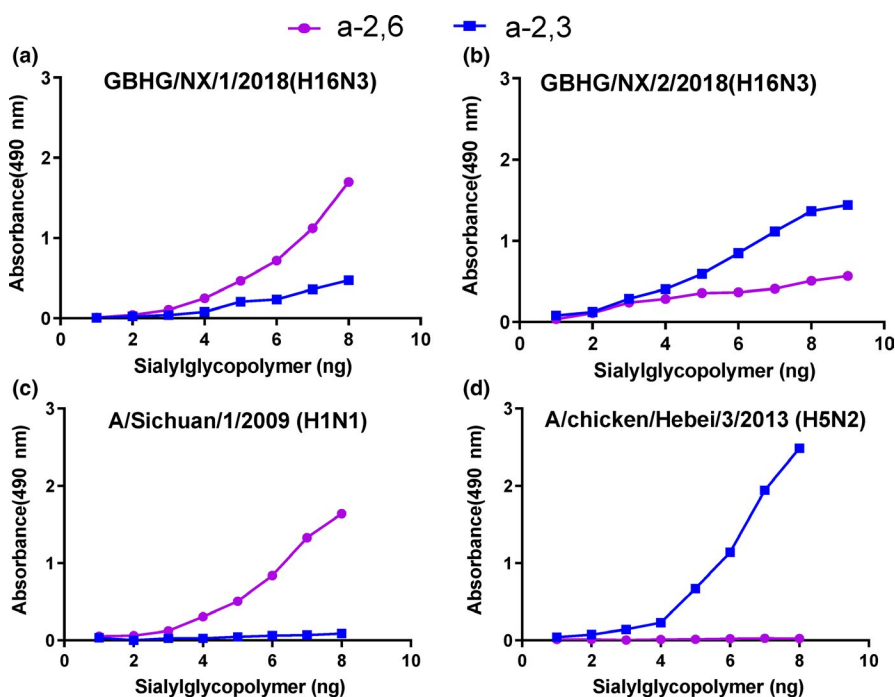 a-2,6 a-2,3
(a)
GBHG/NX/1/2018(H16N3)
Absorbance(490 nm)
3
2
1
0
0 2 4 6 8 10
Sialylglycopolymer (ng)
(b)
GBHG/NX/2/2018(H16N3)
Absorbance(490 nm)
3
2
1
0
0 2 4 6 8 10
Sialylglycopolymer (ng)
(c)
A/Sichuan/1/2009 (H1N1)
Absorbance(490 nm)
3
2
1
0
0 2 4 6 8 10
Sialylglycopolymer (ng)
(d)
A/chicken/Hebei/3/2013 (H5N2)
Absorbance(490 nm)
3
2
1
0
0 2 4 6 8 10
Sialylglycopolymer (ng)